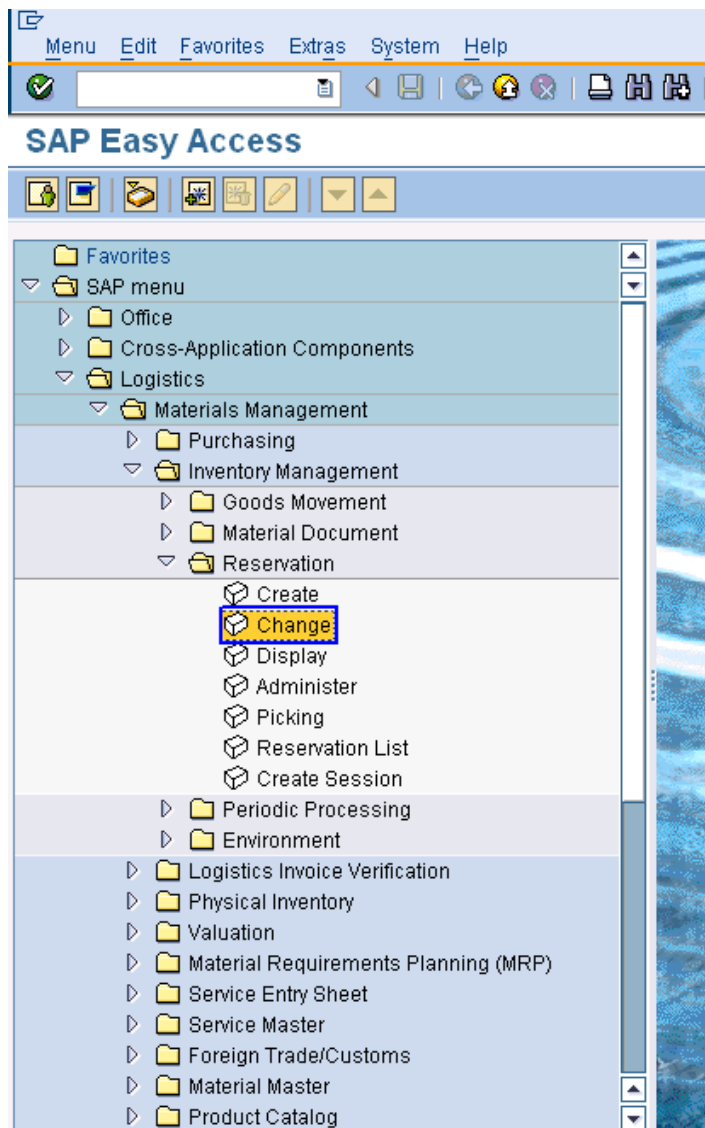 Menu Edit Favorites Extras System Help
SAP Easy Access
Favorites
SAP menu
Office
Cross-Application Components
Logistics
Materials Management
Purchasing
Inventory Management
Goods Movement
Material Document
Reservation
Create
Change
Display
Administer
Picking
Reservation List
Create Session
Periodic Processing
Environment
Logistics Invoice Verification
Physical Inventory
Valuation
Material Requirements Planning (MRP)
Service Entry Sheet
Service Master
Foreign Trade/Customs
Material Master
Product Catalog